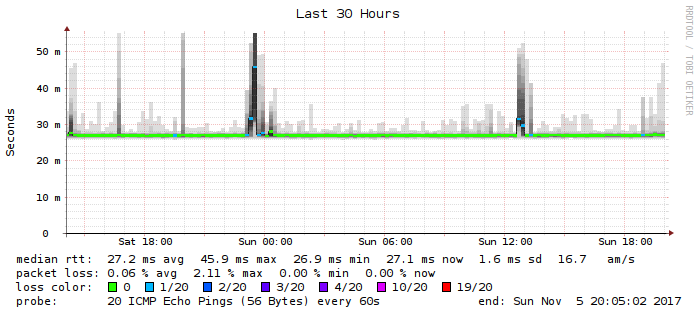 Last 30 Hours
RRDTOOL / TOBI OETIKER
Seconds
50 m
40 m
30 m
20 m
10 m
0
Sat 18:00 Sun 00:00 Sun 06:00 Sun 12:00 Sun 18:00
median rtt: 27.2 ms avg 45.9 ms max 26.9 ms min 27.1 ms now 1.6 ms sd 16.7 am/s
packet loss: 0.06 % avg 2.11 % max 0.00 % min 0.00 % now
loss color: 0 1/20 2/20 3/20 4/20 10/20 19/20
probe: 20 ICMP Echo Pings (56 Bytes) every 60s end: Sun Nov 5 20:05:02 2017